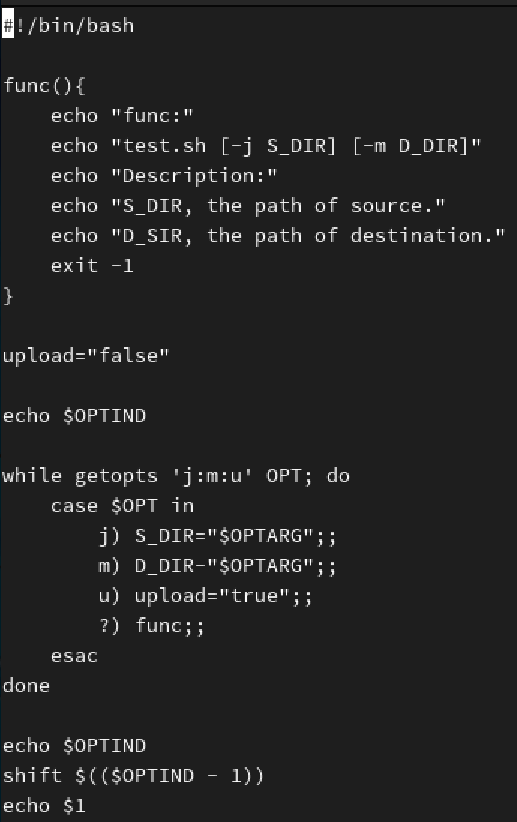 #!/bin/bash
func(){
echo "func:"
echo "test.sh [-j S_DIR] [-m D_DIR]"
echo "Description:"
echo "S_DIR, the path of source."
echo "D_SIR, the path of destination."
exit -1
}
upload="false"
echo $OPTIND
while getopts 'j:m:u' OPT; do
case $OPT in
j) S_DIR="$OPTARG";;
m) D_DIR-"$OPTARG";;
u) upload="true";;
?) func;;
esac
done
echo $OPTIND
shift $(($OPTIND - 1))
echo $1